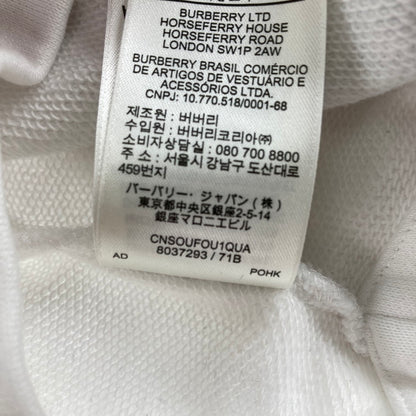 BURBERRY LTD
HORSEFERRY HOUSE
HORSEFERRY ROAD
LONDON SW1P 2AW
BURBERRY BRASIL COMÉRCIO
DE ARTIGOS DE VESTUÁRIO E
ACESSÓRIOS LTDA.
CNPJ: 10.770.518/0001-68
제조원 : 버버리
수입원 : 버버리코리아㈜
소비자상담실 : 080 700 8800
주 소 : 서울시 강남구 도산대로
459번지
バーバリー・ジャパン(株)
東京都中央区銀座2-5-14
銀座マロニエビル
CNSOUFOU1QUA
8037293 / 71B
AD
POHK